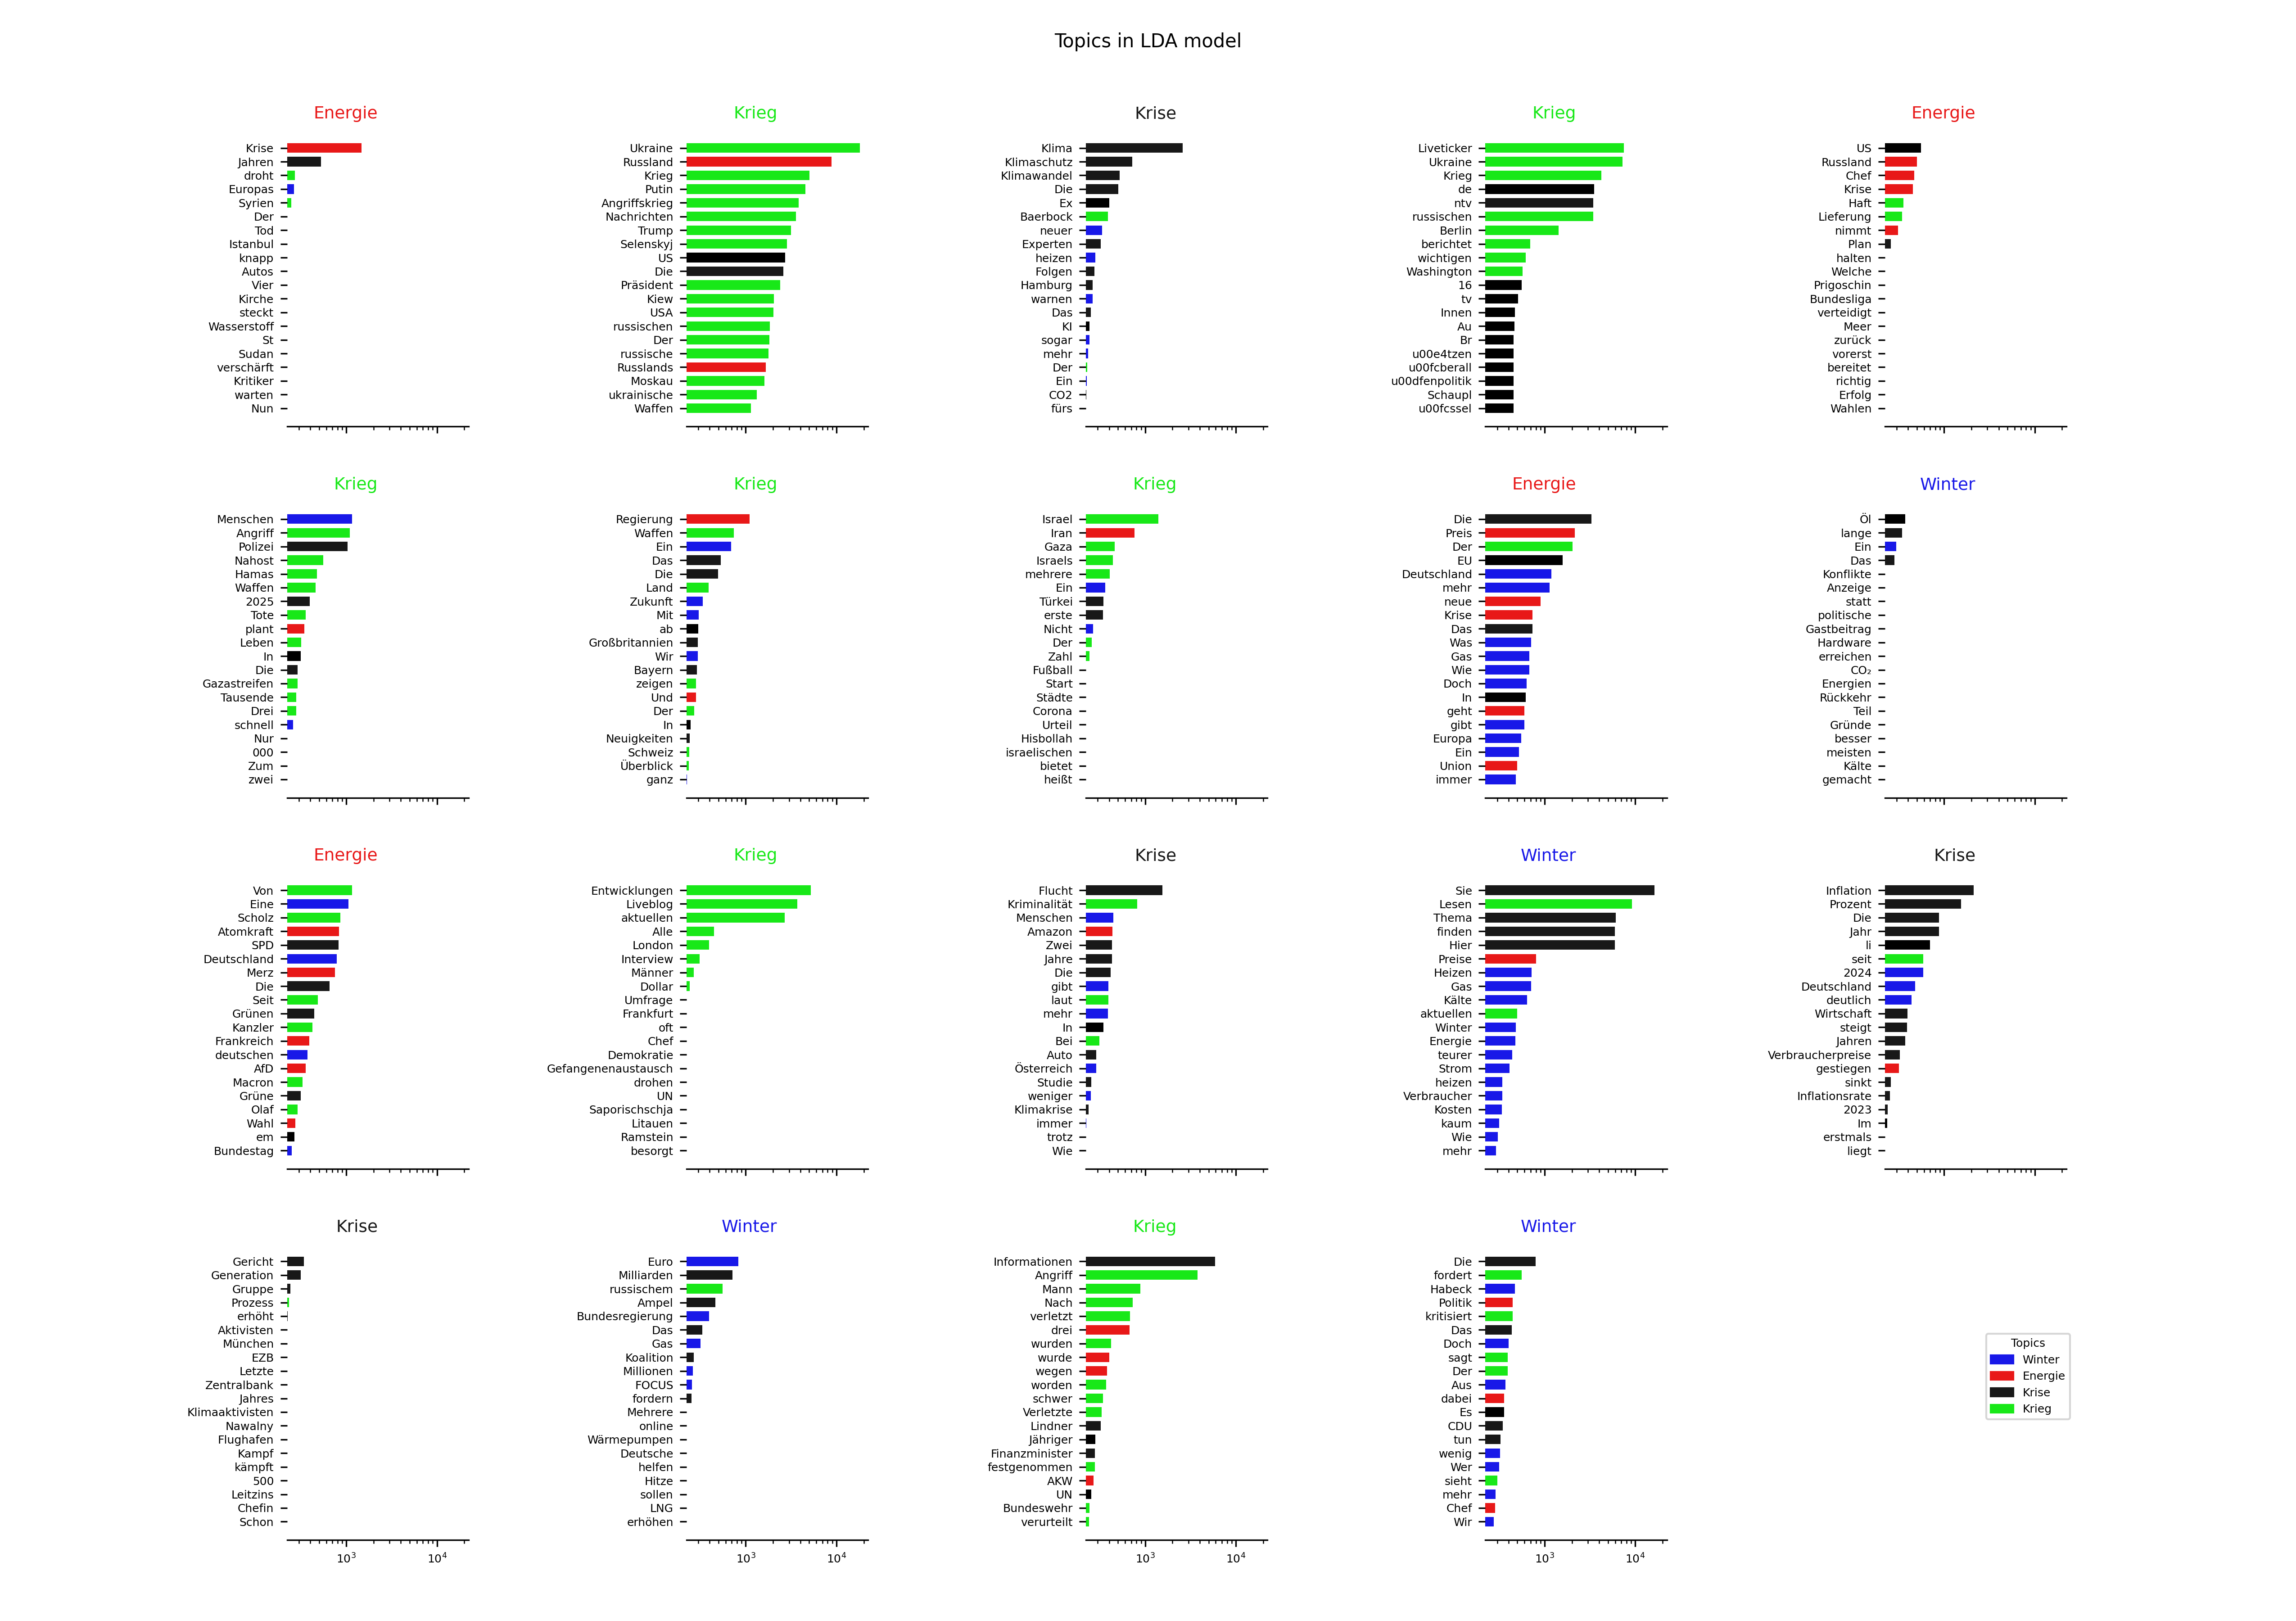 Topics in LDA model
Energie
Krise
Jahren
droht
Europas
Syrien
Der
Tod
Istanbul
knapp
Autos
Vier
Kirche
steckt
Wasserstoff
St
Sudan
verschärft
Kritiker
warten
Nun
Krieg
Ukraine
Russland
Krieg
Putin
Angriffskrieg
Nachrichten
Trump
Selenskyj
US
Die
Präsident
Kiew
USA
russischen
Der
russische
Russlands
Moskau
ukrainische
Waffen
Krise
Klima
Klimaschutz
Klimawandel
Die
Ex
Baerbock
neuer
Experten
heizen
Folgen
Hamburg
warnen
Das
KI
sogar
mehr
Der
Ein
CO2
fürs
Krieg
Liveticker
Ukraine
Krieg
de
ntv
russischen
Berlin
berichtet
wichtigen
Washington
16
tv
Innen
Au
Br
u00e4tzen
u00fcberall
u00dfenpolitik
Schaupl
u00fcssel
Energie
US
Russland
Chef
Krise
Haft
Lieferung
nimmt
Plan
halten
Welche
Prigoschin
Bundesliga
verteidigt
Meer
zurück
vorerst
bereitet
richtig
Erfolg
Wahlen
Krieg
Menschen
Angriff
Polizei
Nahost
Hamas
Waffen
2025
Tote
plant
Leben
In
Die
Gazastreifen
Tausende
Drei
schnell
Nur
000
Zum
zwei
Krieg
Regierung
Waffen
Ein
Das
Die
Land
Zukunft
Mit
ab
Großbritannien
Wir
Bayern
zeigen
Und
Der
In
Neuigkeiten
Schweiz
Überblick
ganz
Krieg
Israel
Iran
Gaza
Israels
mehrere
Ein
Türkei
erste
Nicht
Der
Zahl
Fußball
Start
Städte
Corona
Urteil
Hisbollah
israelischen
bietet
heißt
Energie
Die
Preis
Der
EU
Deutschland
mehr
neue
Krise
Das
Was
Gas
Wie
Doch
In
geht
gibt
Europa
Ein
Union
immer
Winter
Öl
lange
Ein
Das
Konflikte
Anzeige
statt
politische
Gastbeitrag
Hardware
erreichen
CO₂
Energien
Rückkehr
Teil
Gründe
besser
meisten
Kälte
gemacht
Energie
Von
Eine
Scholz
Atomkraft
SPD
Deutschland
Merz
Die
Seit
Grünen
Kanzler
Frankreich
deutschen
AfD
Macron
Grüne
Olaf
Wahl
em
Bundestag
Krieg
Entwicklungen
Liveblog
aktuellen
Alle
London
Interview
Männer
Dollar
Umfrage
Frankfurt
oft
Chef
Demokratie
Gefangenenaustausch
drohen
UN
Saporischschja
Litauen
Ramstein
besorgt
Krise
Flucht
Kriminalität
Menschen
Amazon
Zwei
Jahre
Die
gibt
laut
mehr
In
Bei
Auto
Österreich
Studie
weniger
Klimakrise
immer
trotz
Wie
Winter
Sie
Lesen
Thema
finden
Hier
Preise
Heizen
Gas
Kälte
aktuellen
Winter
Energie
teurer
Strom
heizen
Verbraucher
Kosten
kaum
Wie
mehr
Krise
Inflation
Prozent
Die
Jahr
li
seit
2024
Deutschland
deutlich
Wirtschaft
steigt
Jahren
Verbraucherpreise
gestiegen
sinkt
Inflationsrate
2023
Im
erstmals
liegt
Krise
Gericht
Generation
Gruppe
Prozess
erhöht
Aktivisten
München
EZB
Letzte
Zentralbank
Jahres
Klimaaktivisten
Nawalny
Flughafen
Kampf
kämpft
500
Leitzins
Chefin
Schon
10³ 10⁴
Winter
Euro
Milliarden
russischem
Ampel
Bundesregierung
Das
Gas
Koalition
Millionen
FOCUS
fordern
Mehrere
online
Wärmepumpen
Deutsche
helfen
Hitze
sollen
LNG
erhöhen
10³ 10⁴
Krieg
Informationen
Angriff
Mann
Nach
verletzt
drei
wurden
wurde
wegen
worden
schwer
Verletzte
Lindner
Jähriger
Finanzminister
festgenommen
AKW
UN
Bundeswehr
verurteilt
10³ 10⁴
Winter
Die
fordert
Habeck
Politik
kritisiert
Das
Doch
sagt
Der
Aus
dabei
Es
CDU
tun
wenig
Wer
sieht
mehr
Chef
Wir
10³ 10⁴
Topics
Winter
Energie
Krise
Krieg